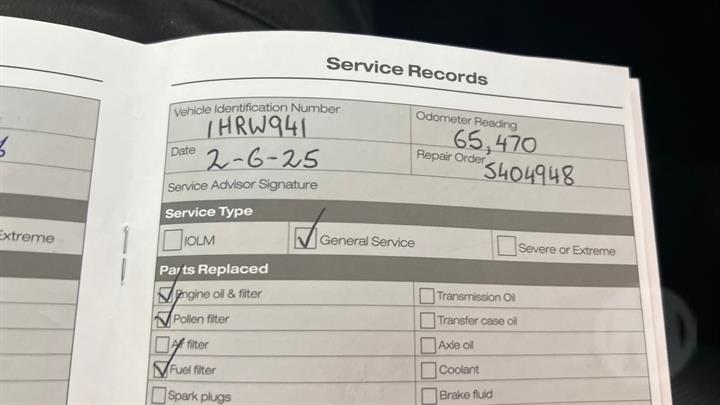 Service Records
Vehicle Identification Number
1HRW941
Odometer Reading
65,470
Date
2-6-25
Repair Order
S404948
Service Advisor Signature
Service Type
IOLM
General Service
Severe or Extreme
Extreme
Parts Replaced
Engine oil & filter
Transmission Oil
Pollen filter
Transfer case oil
Air filter
Axle oil
Fuel filter
Coolant
Spark plugs
Brake fluid